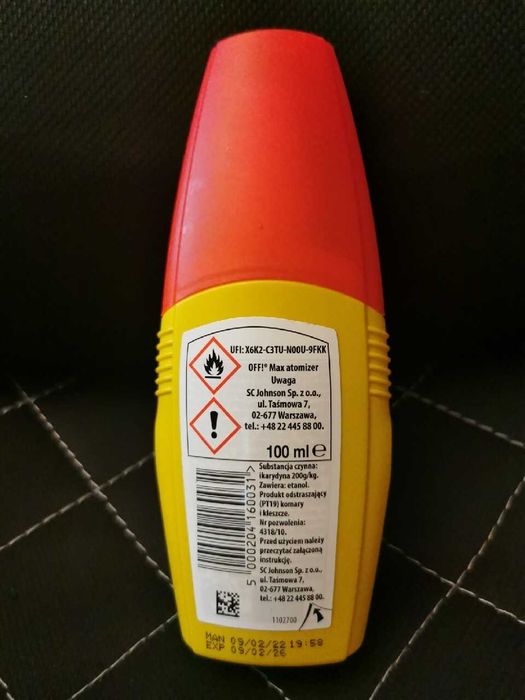 UFI: X6K2-C3TU-N00U-9FKK
OFF!® Max atomizer
Uwaga
SC Johnson Sp. z o.o.,
ul. Taśmowa 7,
02-677 Warszawa,
tel.: +48 22 445 88 00.
100 ml ℮
Substancja czynna:
ikarydyna 200g/kg.
Zawiera: etanol.
Produkt odstraszający
(PT19) komary
i kleszcze.
Nr pozwolenia:
4318/10.
Przed użyciem należy
przeczytać załączoną
instrukcję.
SC Johnson Sp. z o.o.,
ul. Taśmowa 7,
02-677 Warszawa,
tel.: +48 22 445 88 00.
5 000204 160031 >
1102700
MAN 09/02/22 19:58
EXP 09/02/26